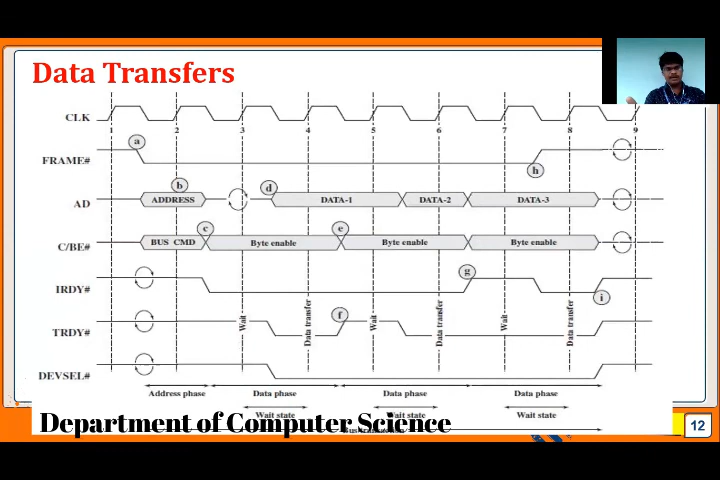 Data Transfers
CLK
1 2 3 4 5 6 7 8 9
a
FRAME#
h
b
d
AD ADDRESS DATA-1 DATA-2 DATA-3
c e
C/BE# BUS CMD Byte enable Byte enable Byte enable
g
IRDY#
i
f
TRDY# Wait Data transfer Wait Data transfer Wait Data transfer
DEVSEL#
Address phase Data phase Data phase Data phase
Wait state Wait state Wait state
Department of Computer Science
12